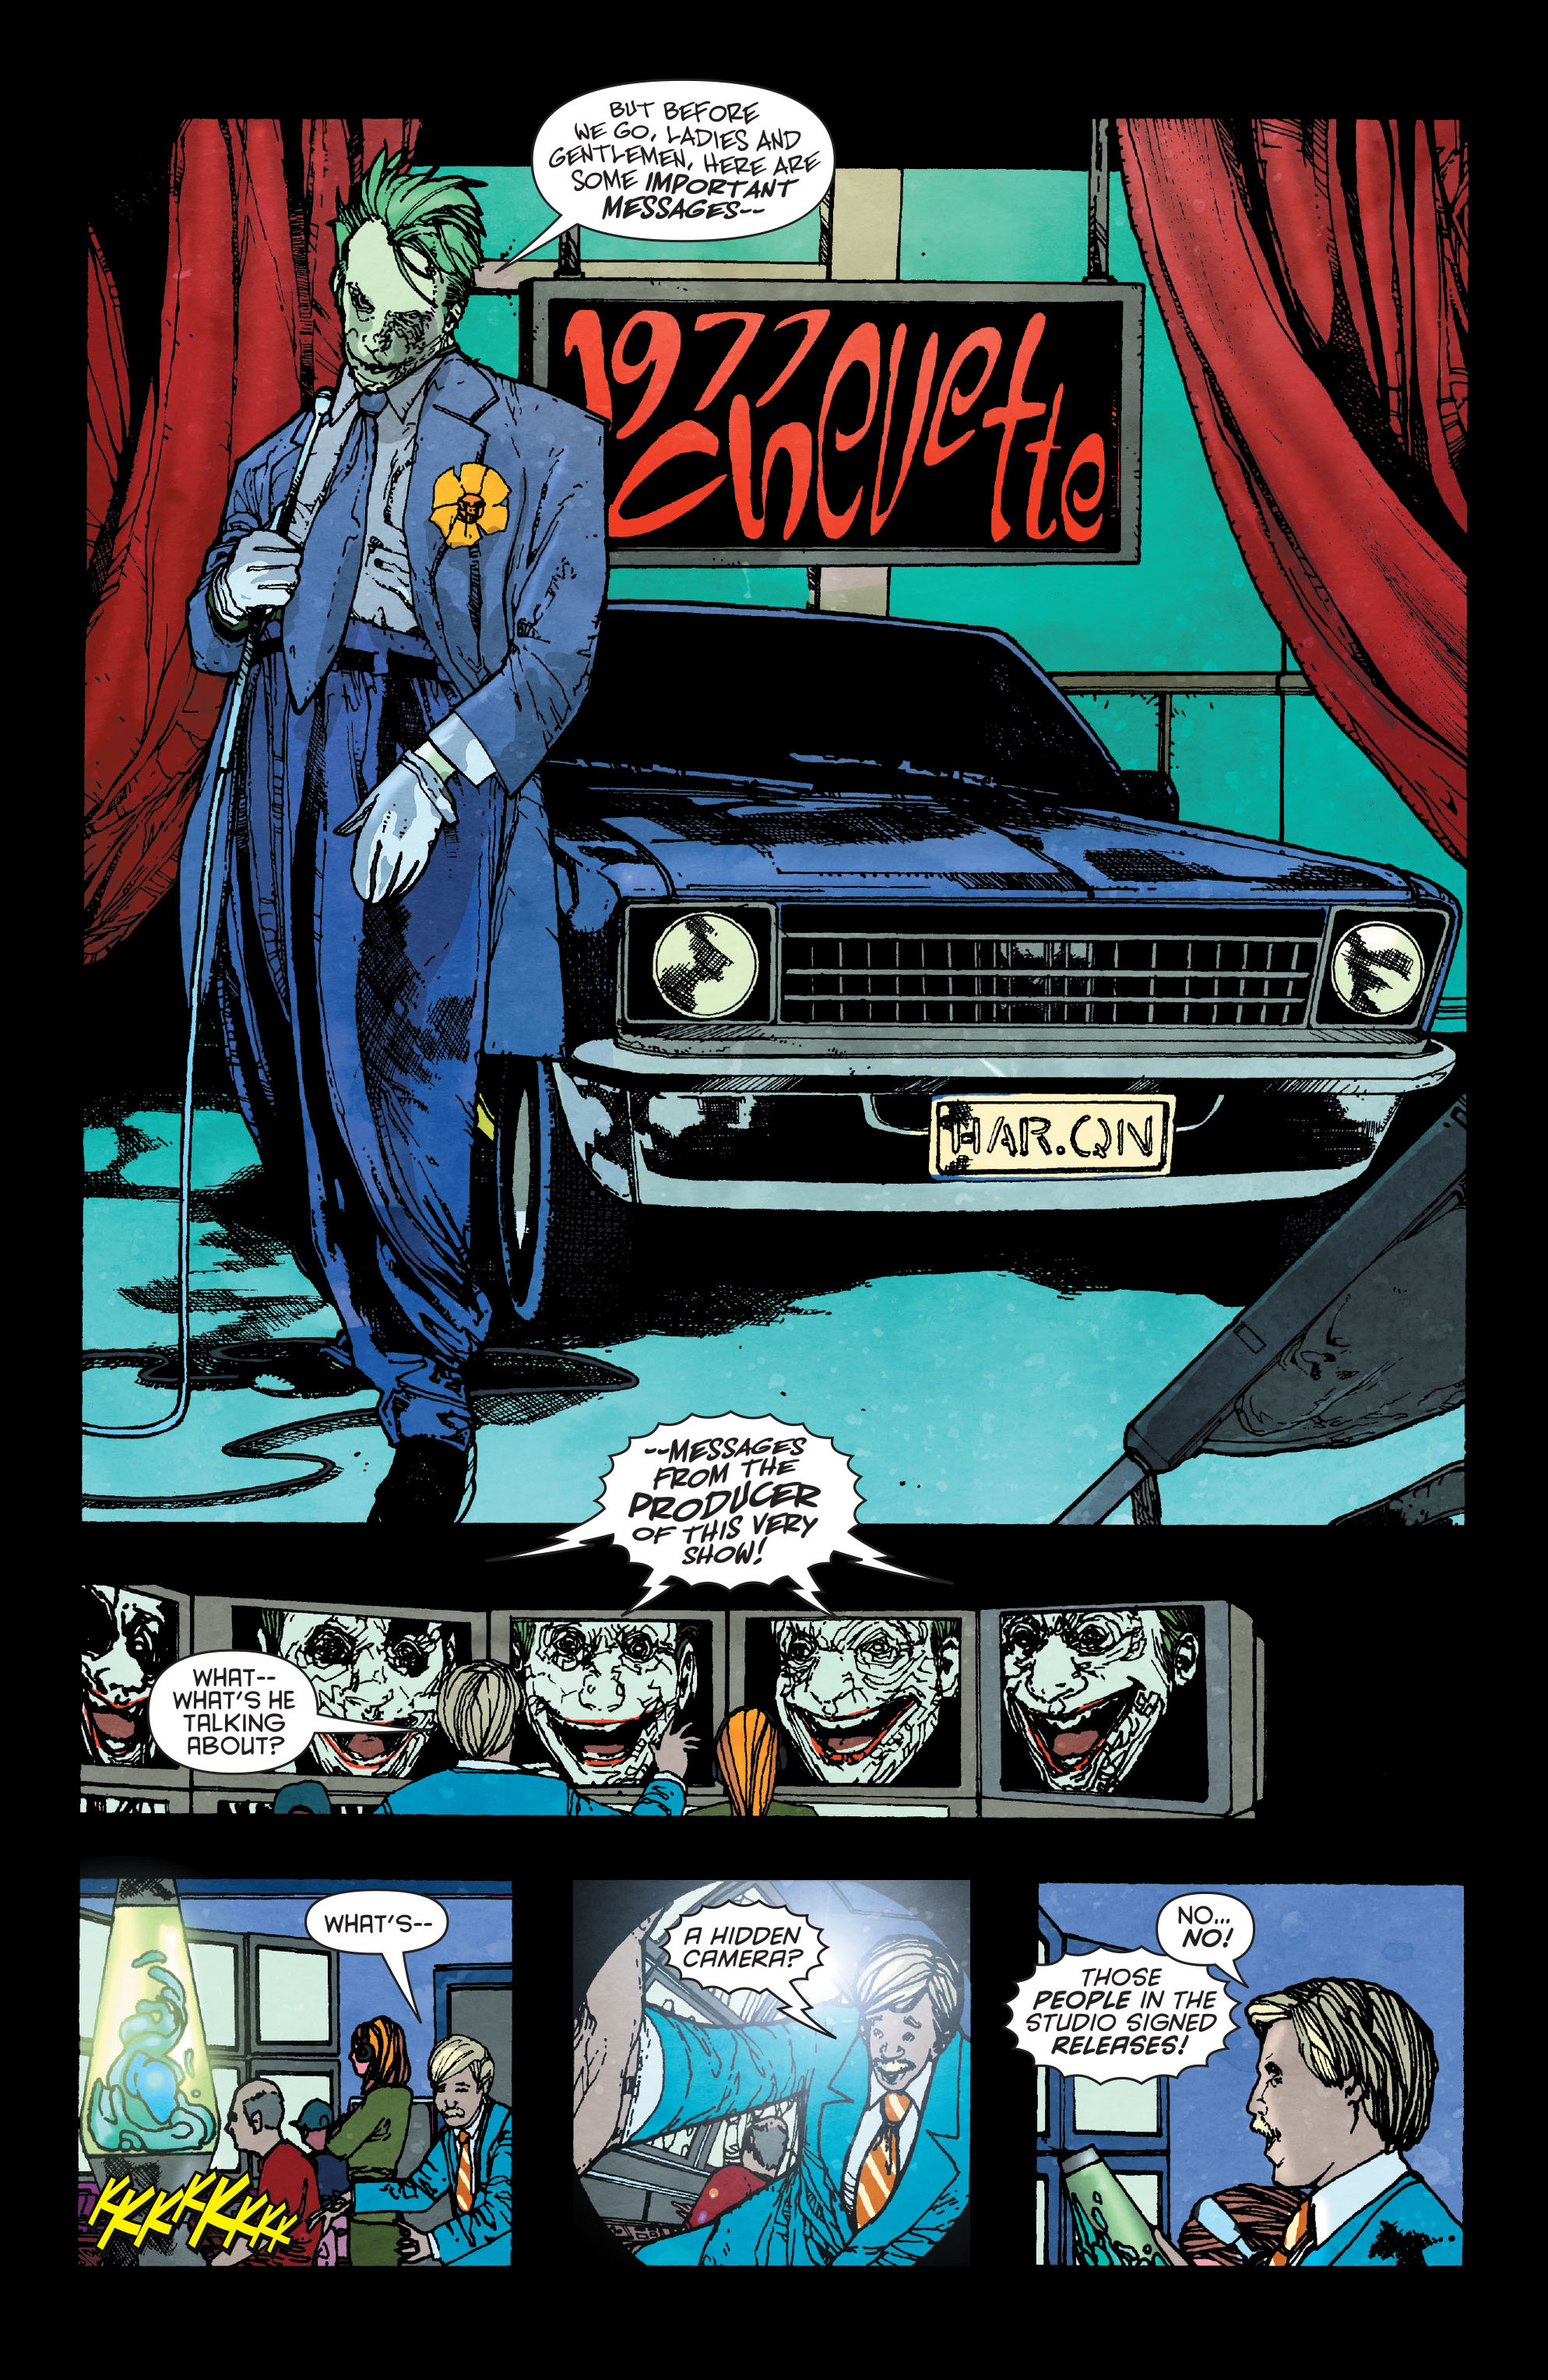 BUT BEFORE
WE GO, LADIES AND
GENTLEMEN, HERE ARE
SOME IMPORTANT
MESSAGES--
1977
chevette
HAR.QN
--MESSAGES
FROM THE
PRODUCER
OF THIS VERY
SHOW!
WHAT--
WHAT'S HE
TALKING
ABOUT?
WHAT'S--
KKKKKKKK
A HIDDEN
CAMERA?
NO...
NO!
THOSE
PEOPLE IN THE
STUDIO SIGNED
RELEASES!